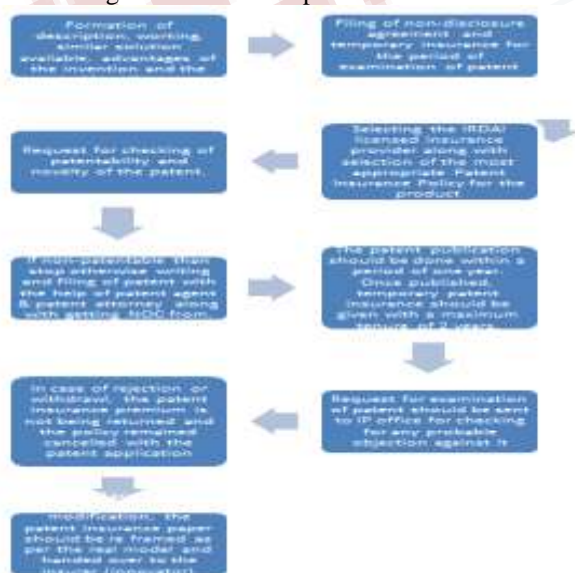 Formation of
description, working,
similar solution
available, advantages of
the invention and the
Filing of non-disclosure
agreement and
temporary insurance for
the period of
examination of patent
Selecting the IRDAI
licensed insurance
provider along with
selection of the most
appropriate Patent
Insurance Policy for the
product
Request for checking of
patentability and
novelty of the patent.
If non-patentable than
stop otherwise writing
and filing of patent with
the help of patent agent
& patent attorney along
with getting NOC from
The patent publication
should be done within a
period of one year.
Once published,
temporary patent
insurance should be
given with a maximum
tenure of 2 years
Request for examination
of patent should be sent
to IP office for checking
for any probable
objection against it
In case of rejection or
withdrawl, the patent
insurance premium is
not being returned and
the policy remained
cancelled with the
patent application
modification, the
patent insurance paper
should be re framed as
per the real model and
handed over to the
insurer (innovator)